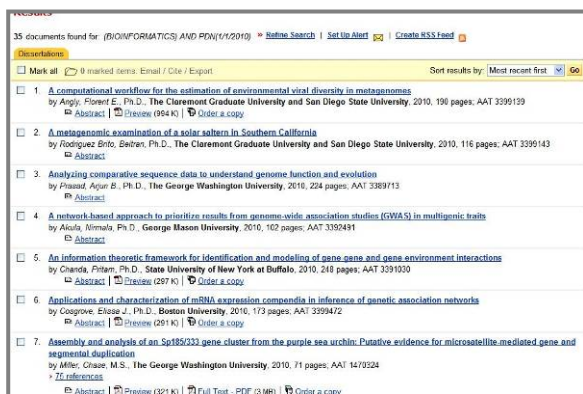 Results
35 documents found for: (BIOINFORMATICS) AND PDN(1/1/2010) » Refine Search | Set Up Alert | Create RSS Feed
Dissertations
Mark all 0 marked items: Email / Cite / Export Sort results by: Most recent first Go
1. A computational workflow for the estimation of environmental viral diversity in metagenomes
by Angly, Florent E., Ph.D., The Claremont Graduate University and San Diego State University, 2010, 190 pages; AAT 3399139
Abstract | Preview (994 K) | Order a copy
2. A metagenomic examination of a solar saltern in Southern California
by Rodriguez Brito, Beltran, Ph.D., The Claremont Graduate University and San Diego State University, 2010, 116 pages; AAT 3399143
Abstract
3. Analyzing comparative sequence data to understand genome function and evolution
by Prasad, Arjun B., Ph.D., The George Washington University, 2010, 224 pages; AAT 3389713
Abstract
4. A network-based approach to prioritize results from genome-wide association studies (GWAS) in multigenic traits
by Akula, Nirmala, Ph.D., George Mason University, 2010, 102 pages; AAT 3392491
Abstract
5. An information theoretic framework for identification and modeling of gene gene and gene environment interactions
by Chanda, Pritam, Ph.D., State University of New York at Buffalo, 2010, 248 pages; AAT 3391030
Abstract | Preview (297 K) | Order a copy
6. Applications and characterization of mRNA expression compendia in inference of genetic association networks
by Cosgrove, Elissa J., Ph.D., Boston University, 2010, 173 pages; AAT 3399472
Abstract | Preview (291 K) | Order a copy
7. Assembly and analysis of an Sp185/333 gene cluster from the purple sea urchin: Putative evidence for microsatellite-mediated gene and
segmental duplication
by Miller, Chase, M.S., The George Washington University, 2010, 71 pages; AAT 1470324
› 76 references
Abstract | Preview (321 K) | Full Text - PDF (3 MB) | Order a copy